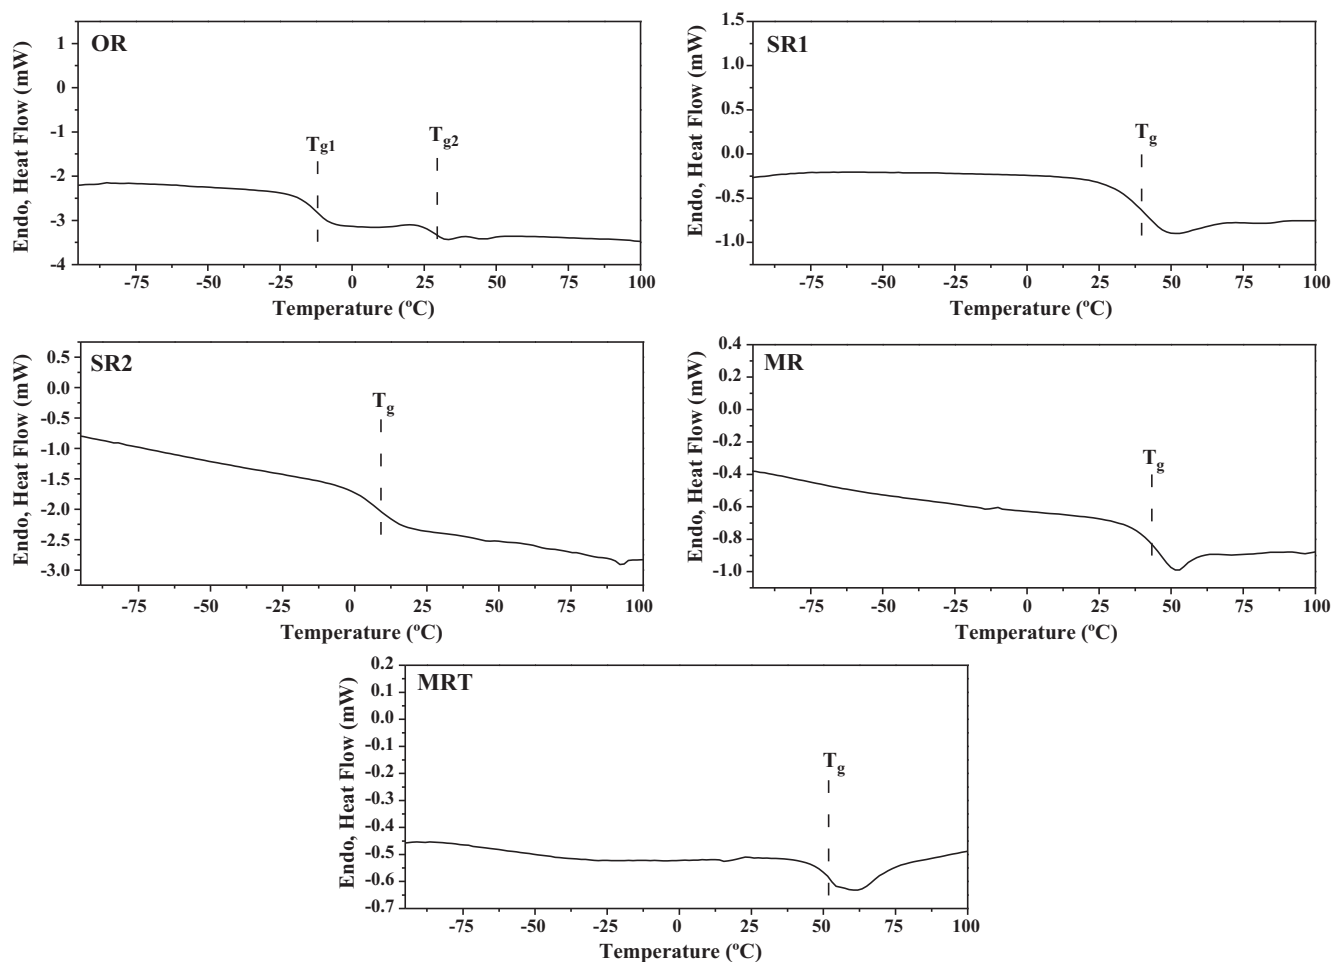 OR
Endo, Heat Flow (mW)
1
0
-1
-2
-3
-4
Tg1
Tg2
-75 -50 -25 0 25 50 75 100
Temperature (ºC)
SR1
Endo, Heat Flow (mW)
1.5
1.0
0.5
0.0
-0.5
-1.0
Tg
-75 -50 -25 0 25 50 75 100
Temperature (ºC)
SR2
Endo, Heat Flow (mW)
0.5
0.0
-0.5
-1.0
-1.5
-2.0
-2.5
-3.0
Tg
-75 -50 -25 0 25 50 75 100
Temperature (ºC)
MR
Endo, Heat Flow (mW)
0.4
0.2
0.0
-0.2
-0.4
-0.6
-0.8
-1.0
Tg
-75 -50 -25 0 25 50 75 100
Temperature (ºC)
MRT
Endo, Heat Flow (mW)
0.2
0.1
0.0
-0.1
-0.2
-0.3
-0.4
-0.5
-0.6
-0.7
Tg
-75 -50 -25 0 25 50 75 100
Temperature (ºC)